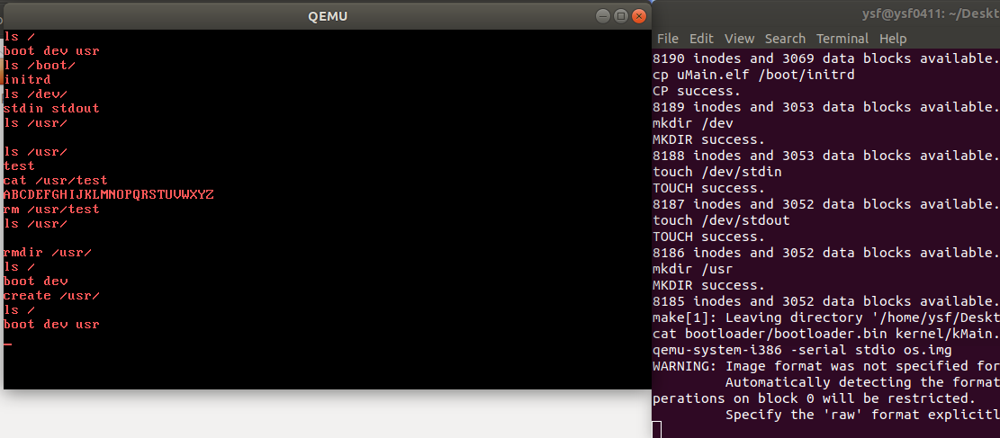 QEMU
ls /
boot dev usr
ls /boot/
initrd
ls /dev/
stdin stdout
ls /usr/
ls /usr/
test
cat /usr/test
ABCDEFGHIJKLMNOPQRSTUVWXYZ
rm /usr/test
ls /usr/
rmdir /usr/
ls /
boot dev
create /usr/
ls /
boot dev usr
ysf@ysf0411: ~/Deskt
File Edit View Search Terminal Help
8190 inodes and 3069 data blocks available.
cp uMain.elf /boot/initrd
CP success.
8189 inodes and 3053 data blocks available.
mkdir /dev
MKDIR success.
8188 inodes and 3053 data blocks available.
touch /dev/stdin
TOUCH success.
8187 inodes and 3052 data blocks available.
touch /dev/stdout
TOUCH success.
8186 inodes and 3052 data blocks available.
mkdir /usr
MKDIR success.
8185 inodes and 3052 data blocks available.
make[1]: Leaving directory '/home/ysf/Deskt
cat bootloader/bootloader.bin kernel/kMain.
qemu-system-i386 -serial stdio os.img
WARNING: Image format was not specified for
Automatically detecting the format
perations on block 0 will be restricted.
Specify the 'raw' format explicitl